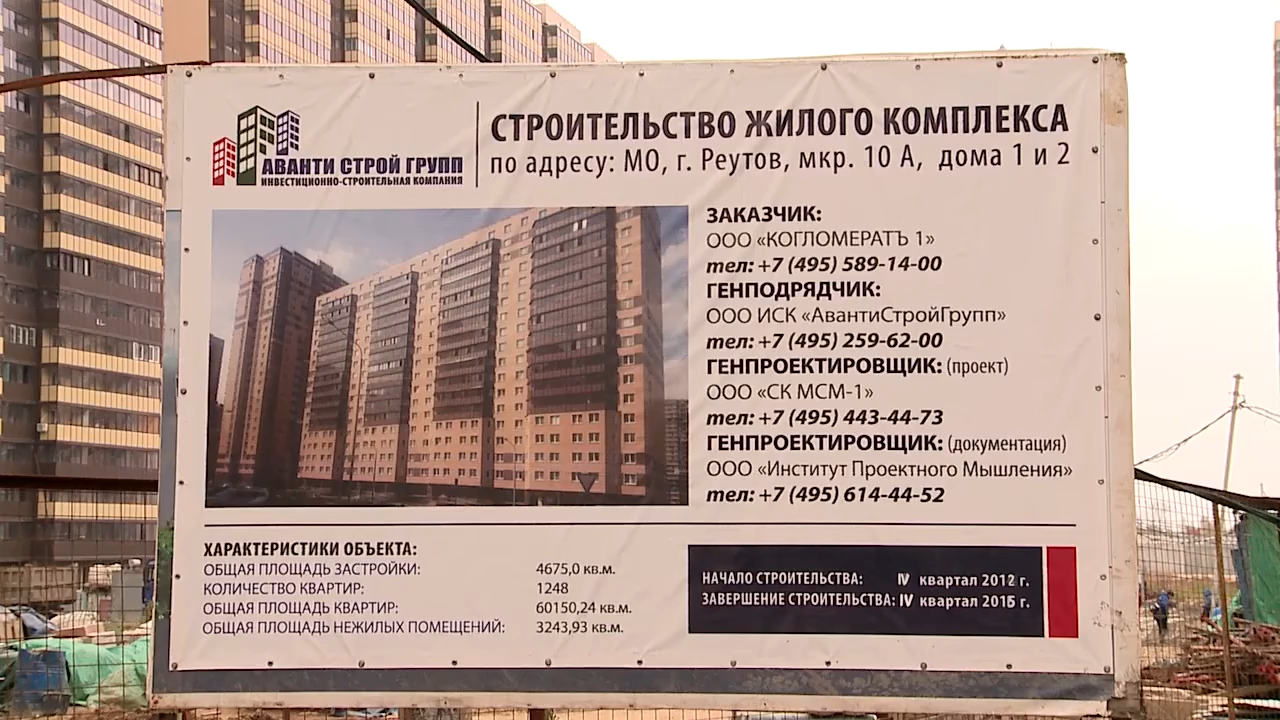 АВАНТИ СТРОЙ ГРУПП
ИНВЕСТИЦИОННО-СТРОИТЕЛЬНАЯ КОМПАНИЯ
СТРОИТЕЛЬСТВО ЖИЛОГО КОМПЛЕКСА
по адресу: МО, г. Реутов, мкр. 10 А, дома 1 и 2
ЗАКАЗЧИК:
ООО «КОГЛОМЕРАТЪ 1»
тел: +7 (495) 589-14-00
ГЕНПОДРЯДЧИК:
ООО ИСК «АвантиСтройГрупп»
тел: +7 (495) 259-62-00
ГЕНПРОЕКТИРОВЩИК: (проект)
ООО «СК МСМ-1»
тел: +7 (495) 443-44-73
ГЕНПРОЕКТИРОВЩИК: (документация)
ООО «Институт Проектного Мышления»
тел: +7 (495) 614-44-52
ХАРАКТЕРИСТИКИ ОБЪЕКТА:
ОБЩАЯ ПЛОЩАДЬ ЗАСТРОЙКИ: 4675,0 кв.м.
КОЛИЧЕСТВО КВАРТИР: 1248
ОБЩАЯ ПЛОЩАДЬ КВАРТИР: 60150,24 кв.м.
ОБЩАЯ ПЛОЩАДЬ НЕЖИЛЫХ ПОМЕЩЕНИЙ: 3243,93 кв.м.
НАЧАЛО СТРОИТЕЛЬСТВА: IV квартал 2012 г.
ЗАВЕРШЕНИЕ СТРОИТЕЛЬСТВА: IV квартал 2015 г.